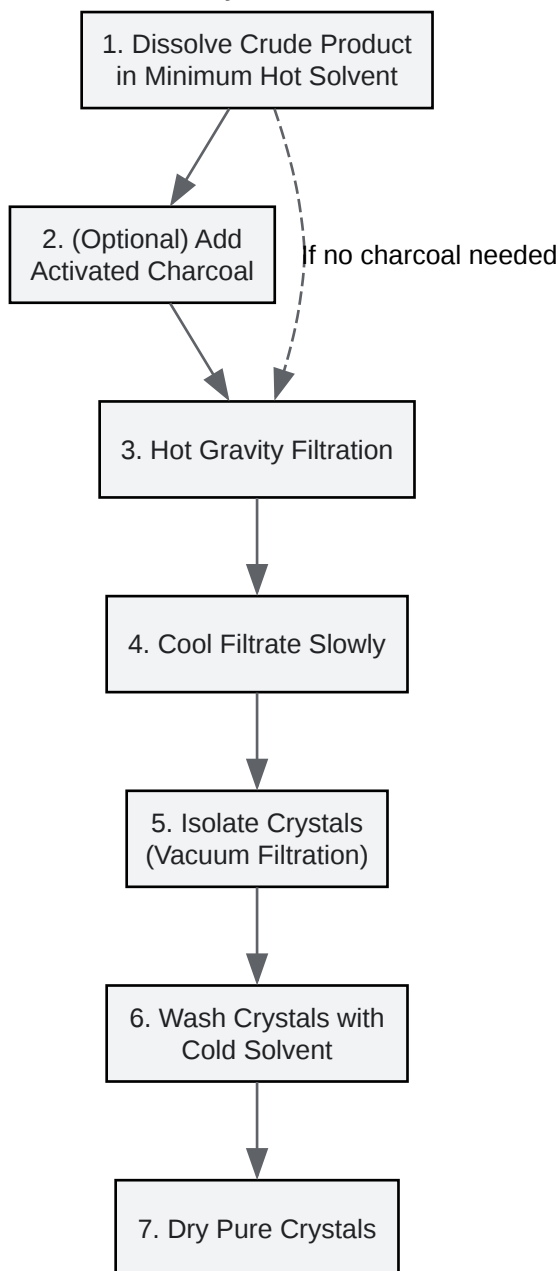 1. Dissolve Crude Product
in Minimum Hot Solvent
2. (Optional) Add
Activated Charcoal
If no charcoal needed
3. Hot Gravity Filtration
4. Cool Filtrate Slowly
5. Isolate Crystals
(Vacuum Filtration)
6. Wash Crystals with
Cold Solvent
7. Dry Pure Crystals